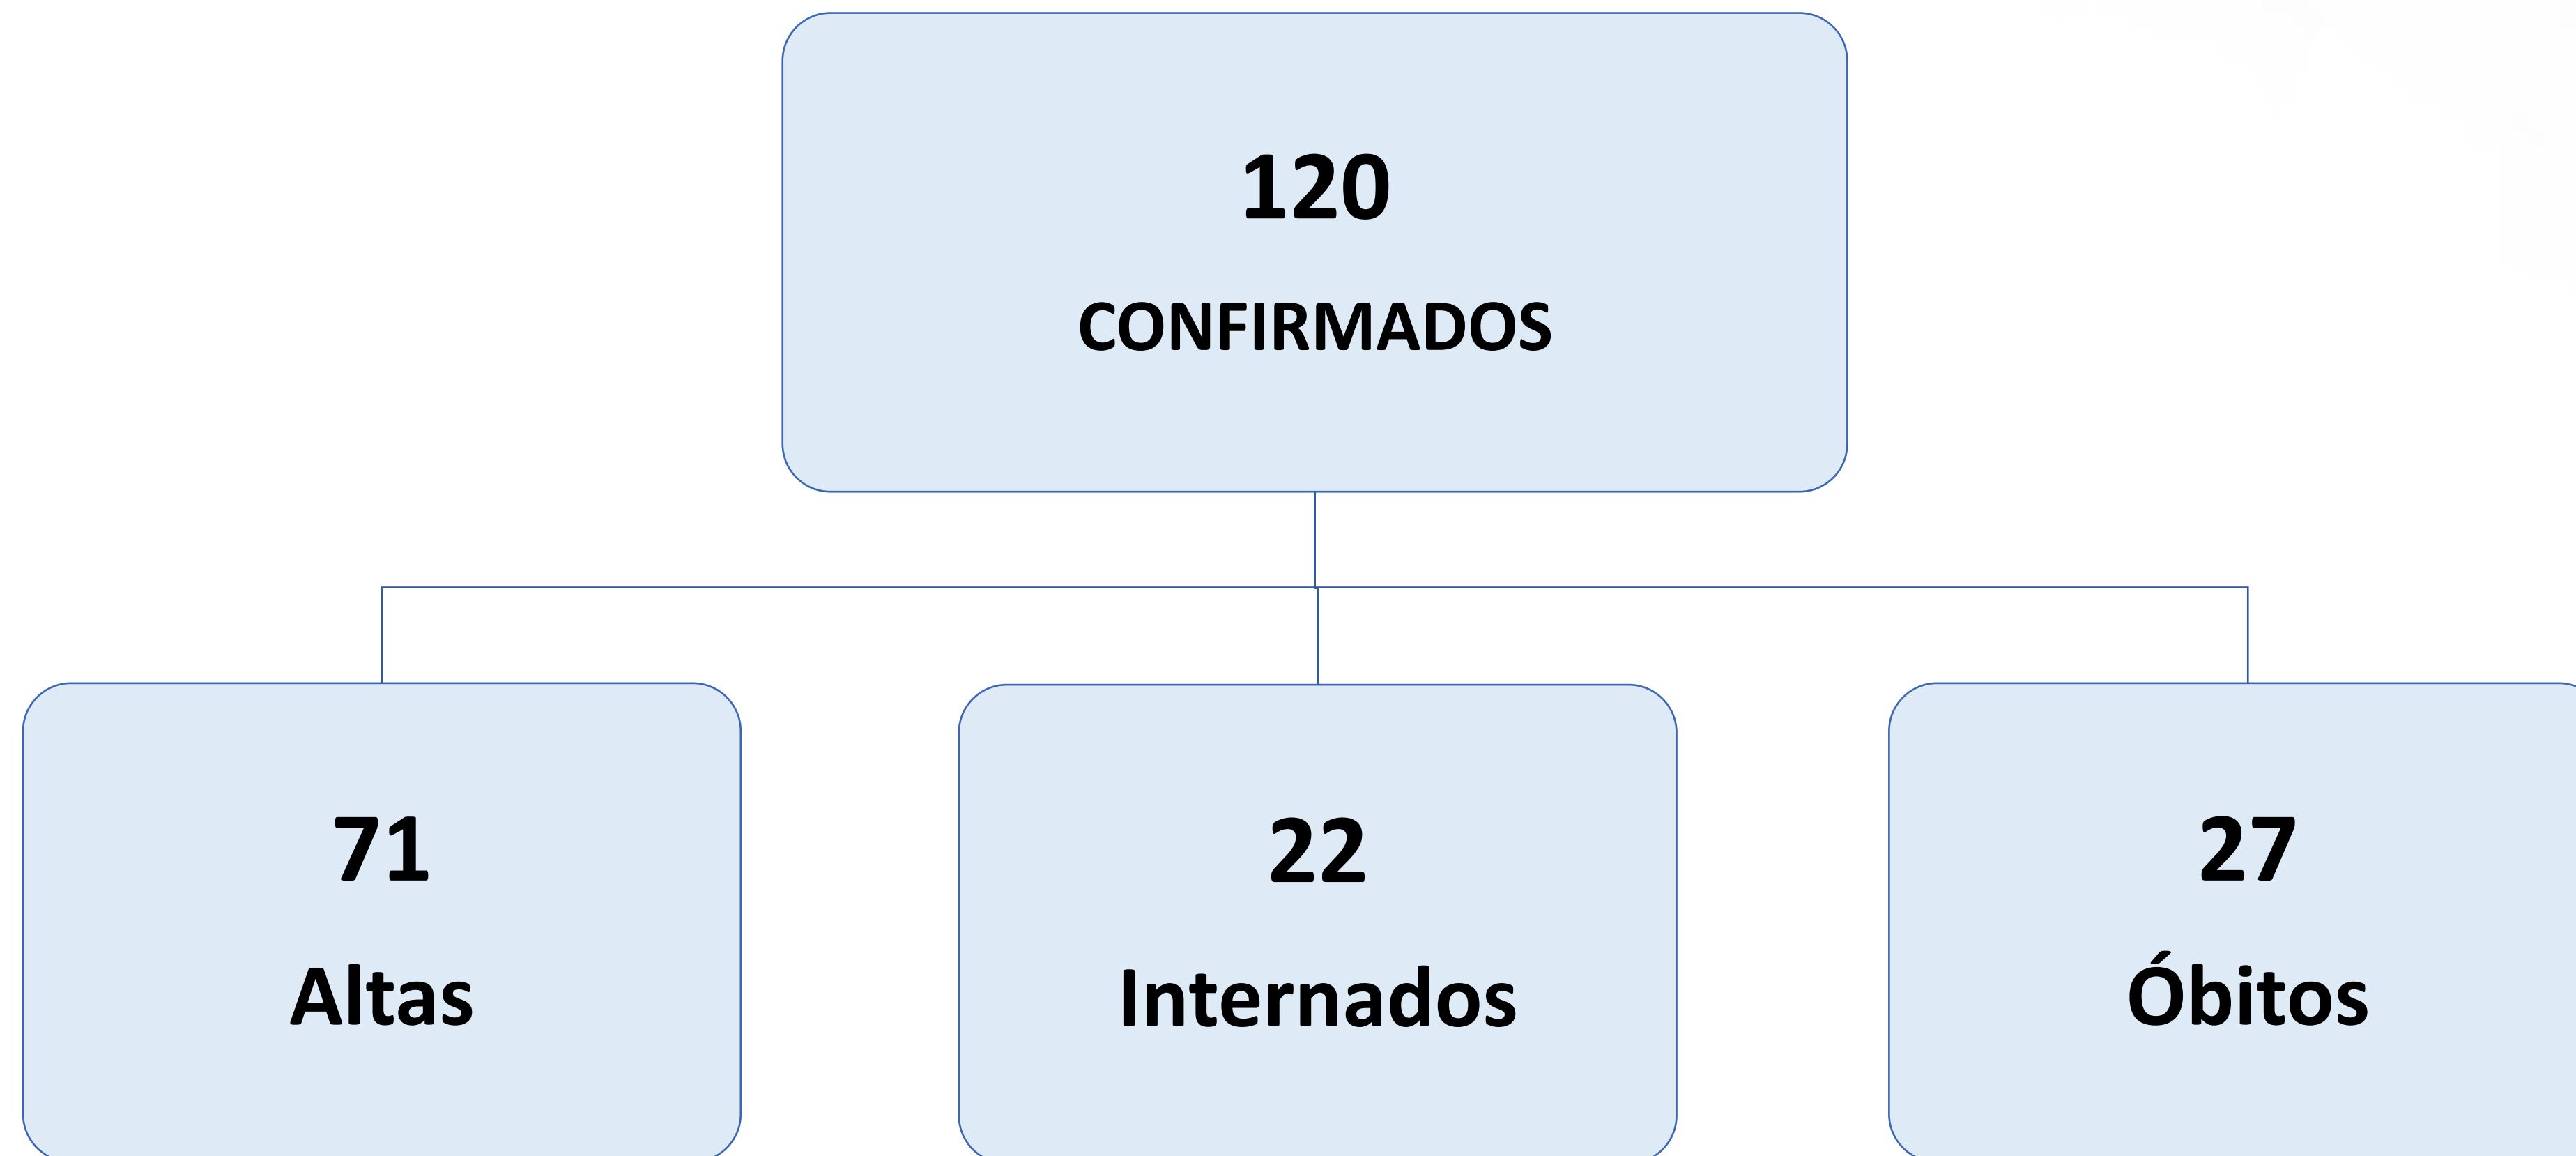 120
CONFIRMADOS
71
Altas
22
Internados
27
Óbitos